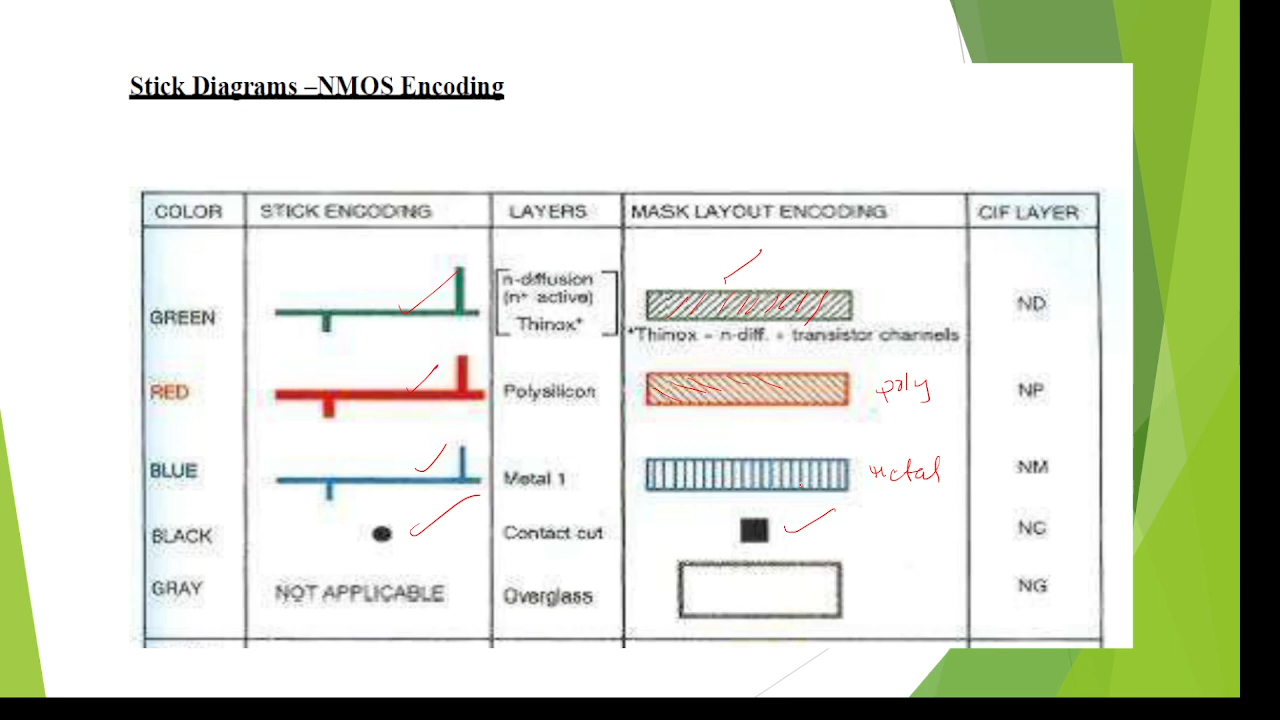 Stick Diagrams –NMOS Encoding
COLOR STICK ENCODING LAYERS MASK LAYOUT ENCODING CIF LAYER
GREEN n-diffusion (n+ active) Thinox* ND
*Thinox = n-diff. + transistor channels
RED Polysilicon poly NP
BLUE Metal 1 metal NM
BLACK Contact cut NC
GRAY NOT APPLICABLE Overglass NG